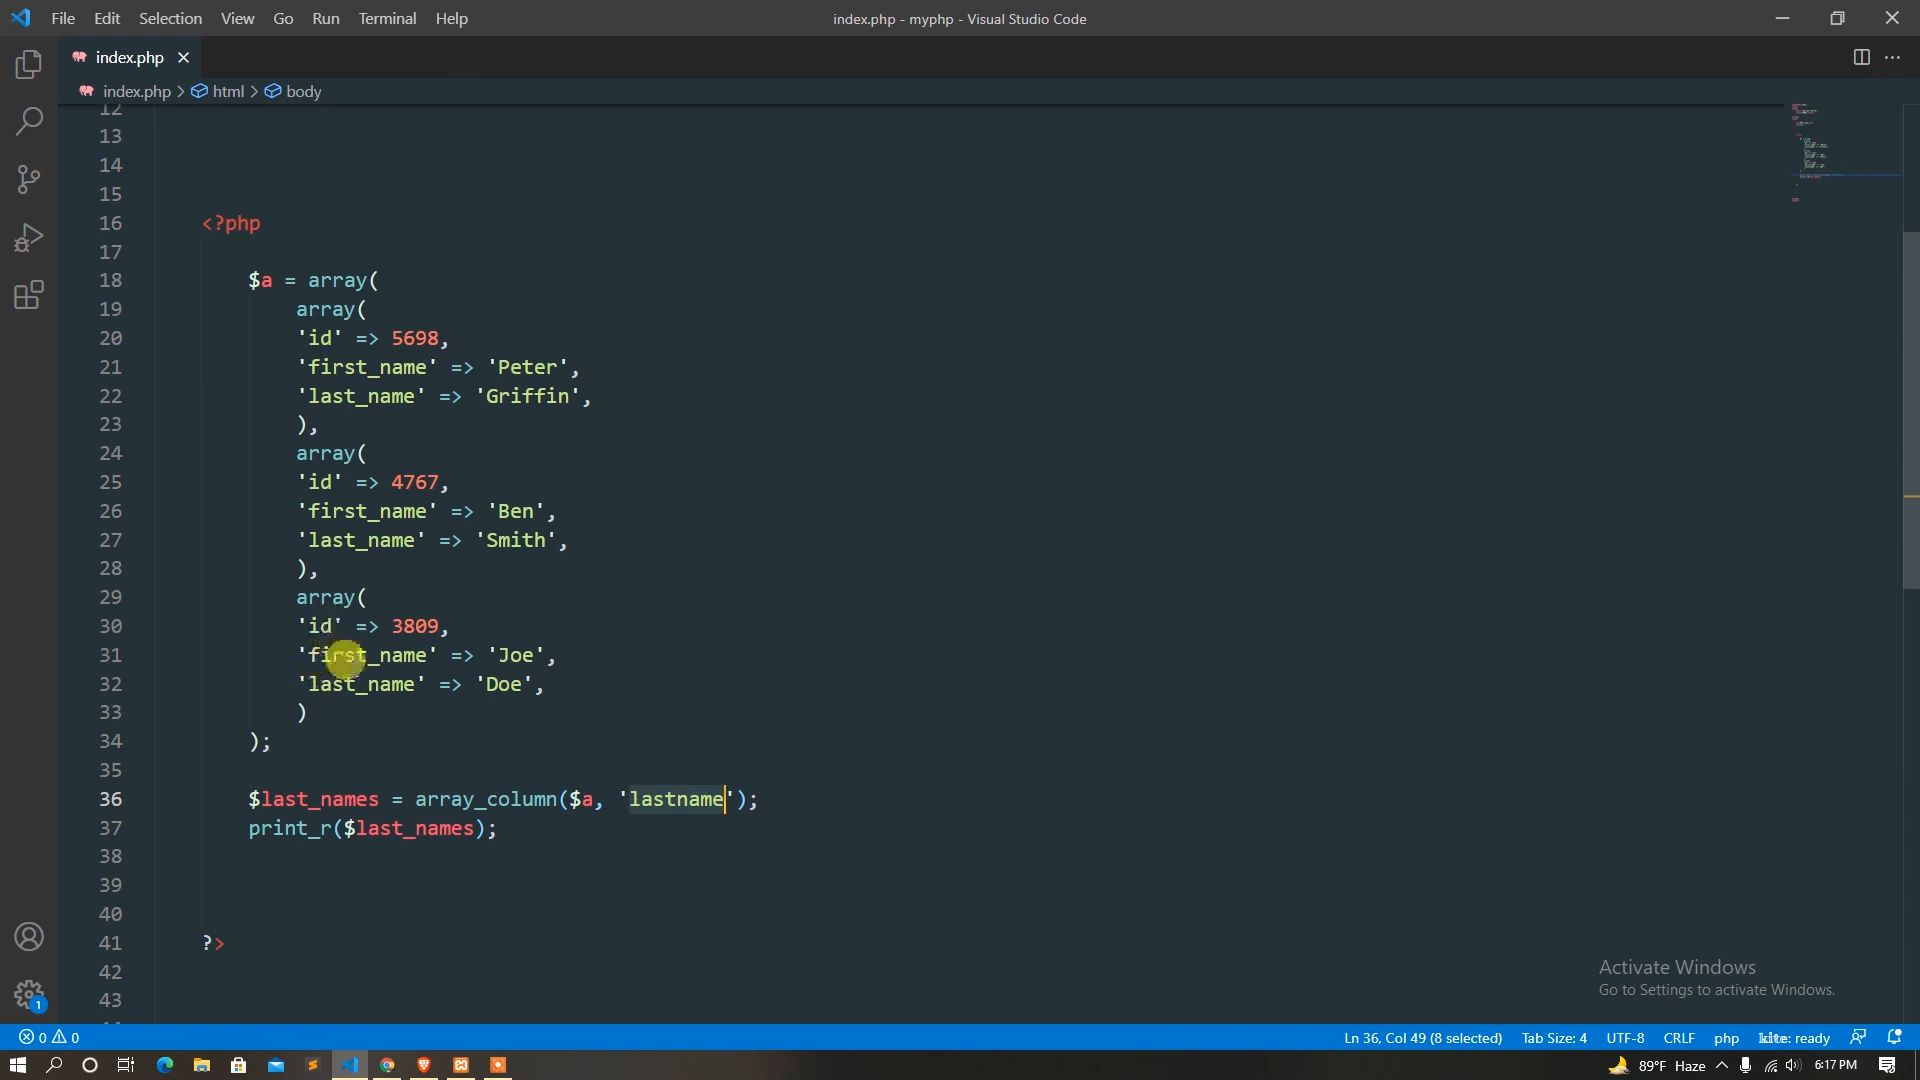 File Edit Selection View Go Run Terminal Help
index.php - myphp - Visual Studio Code
index.php
index.php > html > body
12
13
14
15
16 <?php
17
18 $a = array(
19 array(
20 'id' => 5698,
21 'first_name' => 'Peter',
22 'last_name' => 'Griffin',
23 ),
24 array(
25 'id' => 4767,
26 'first_name' => 'Ben',
27 'last_name' => 'Smith',
28 ),
29 array(
30 'id' => 3809,
31 'first_name' => 'Joe',
32 'last_name' => 'Doe',
33 )
34 );
35
36 $last_names = array_column($a, 'lastname');
37 print_r($last_names);
38
39
40
41 ?>
42
43
Activate Windows
Go to Settings to activate Windows.
1
0 0 Ln 36, Col 49 (8 selected) Tab Size: 4 UTF-8 CRLF php kite: ready
89°F Haze 6:17 PM